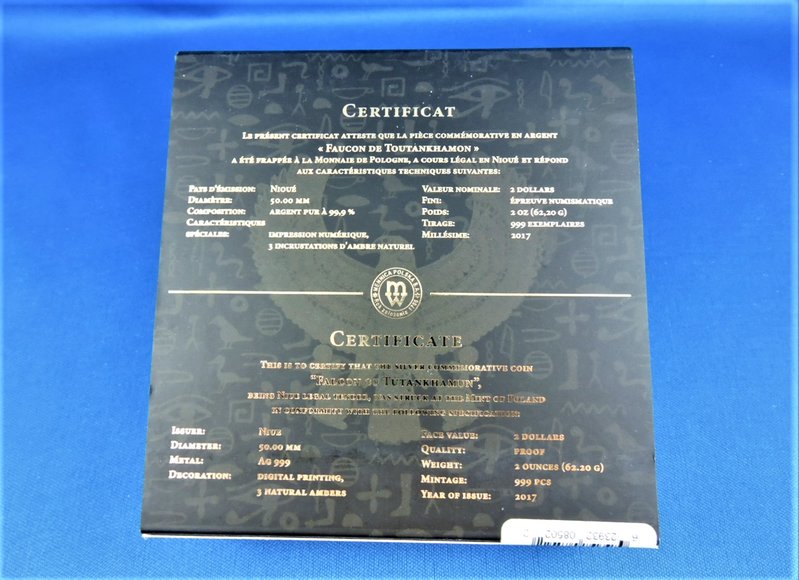 Certificat
Le présent certificat atteste que la pièce commémorative en argent
« Faucon de Toutankhamon »
a été frappée à la Monnaie de Pologne, a cours légal en Nioué et répond
aux caractéristiques techniques suivantes:
Pays d'émission: Nioué
Diamètre: 50.00 mm
Composition: argent pur à 99,9 %
Caractéristiques
spéciales: impression numérique,
3 incrustations d'ambre naturel
Valeur nominale: 2 dollars
Fini: épreuve numismatique
Poids: 2 oz (62,20 g)
Tirage: 999 exemplaires
Millésime: 2017
Mennica Polska
mw
Certificate
This is to certify that the silver commemorative coin
"Falcon of Tutankhamun",
being Niue legal tender, was struck at the Mint of Poland
in conformity with the following specification:
Issuer: Niue
Diameter: 50.00 mm
Metal: Ag 999
Decoration: digital printing,
3 natural ambers
Face value: 2 dollars
Quality: proof
Weight: 2 ounces (62.20 g)
Mintage: 999 pcs
Year of issue: 2017